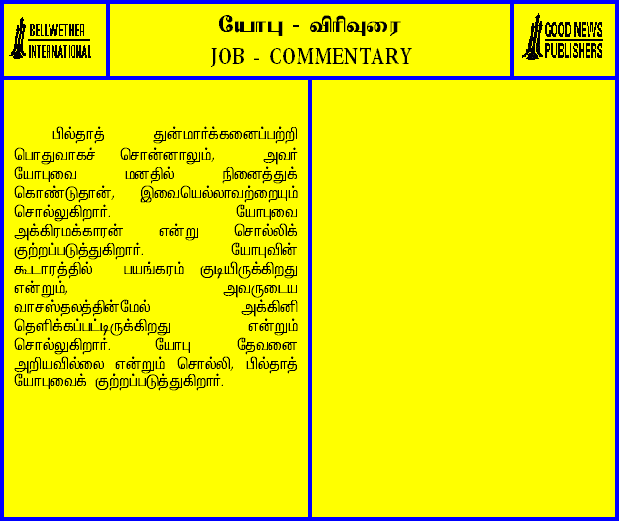 BELLWETHER
INTERNATIONAL
யோபு - விரிவுரை
JOB - COMMENTARY
GOOD NEWS
PUBLISHERS
பில்தாத் துன்மார்க்கனைப்பற்றி
பொதுவாகச் சொன்னாலும், அவர்
யோபுவை மனதில் நினைத்துக்
கொண்டுதான், இவையெல்லாவற்றையும்
சொல்லுகிறார். யோபுவை
அக்கிரமக்காரன் என்று சொல்லிக்
குற்றப்படுத்துகிறார். யோபுவின்
கூடாரத்தில் பயங்கரம் குடியிருக்கிறது
என்றும், அவருடைய
வாசஸ்தலத்தின்மேல் அக்கினி
தெளிக்கப்பட்டிருக்கிறது என்றும்
சொல்லுகிறார். யோபு தேவனை
அறியவில்லை என்றும் சொல்லி, பில்தாத்
யோபுவைக் குற்றப்படுத்துகிறார்.